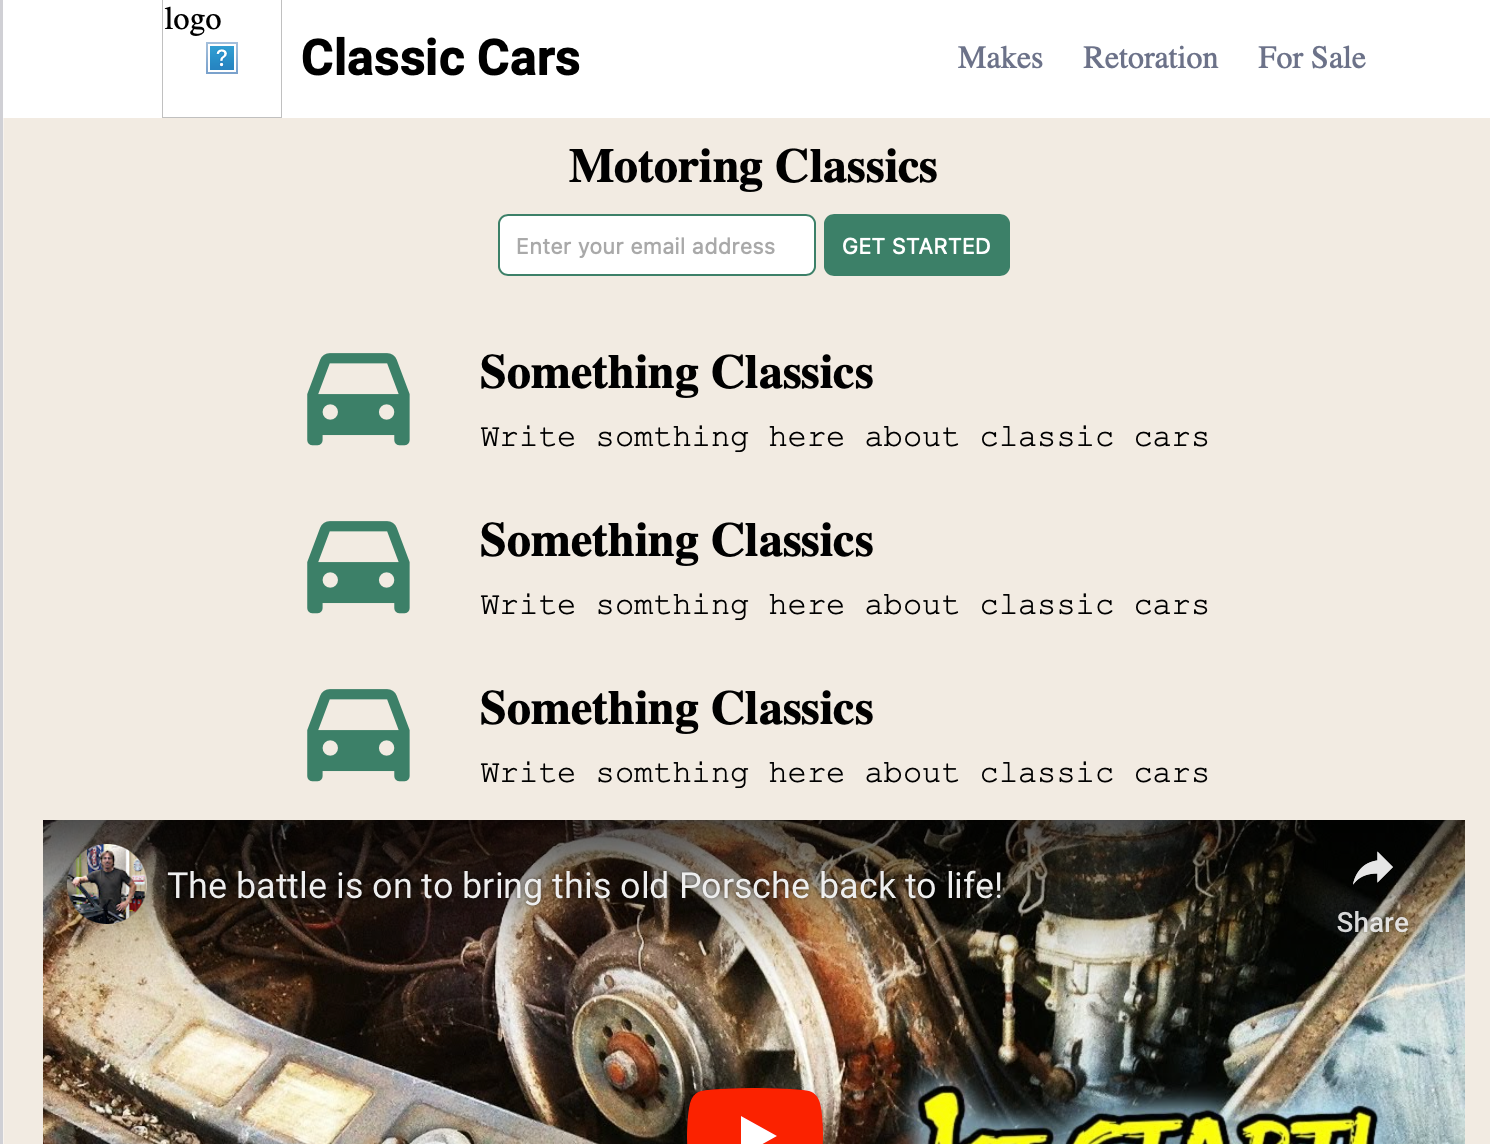 logo
?
Classic Cars
Makes Retoration For Sale
Motoring Classics
Enter your email address GET STARTED
Something Classics
Write somthing here about classic cars
Something Classics
Write somthing here about classic cars
Something Classics
Write somthing here about classic cars
The battle is on to bring this old Porsche back to life!
Share
1ST START!